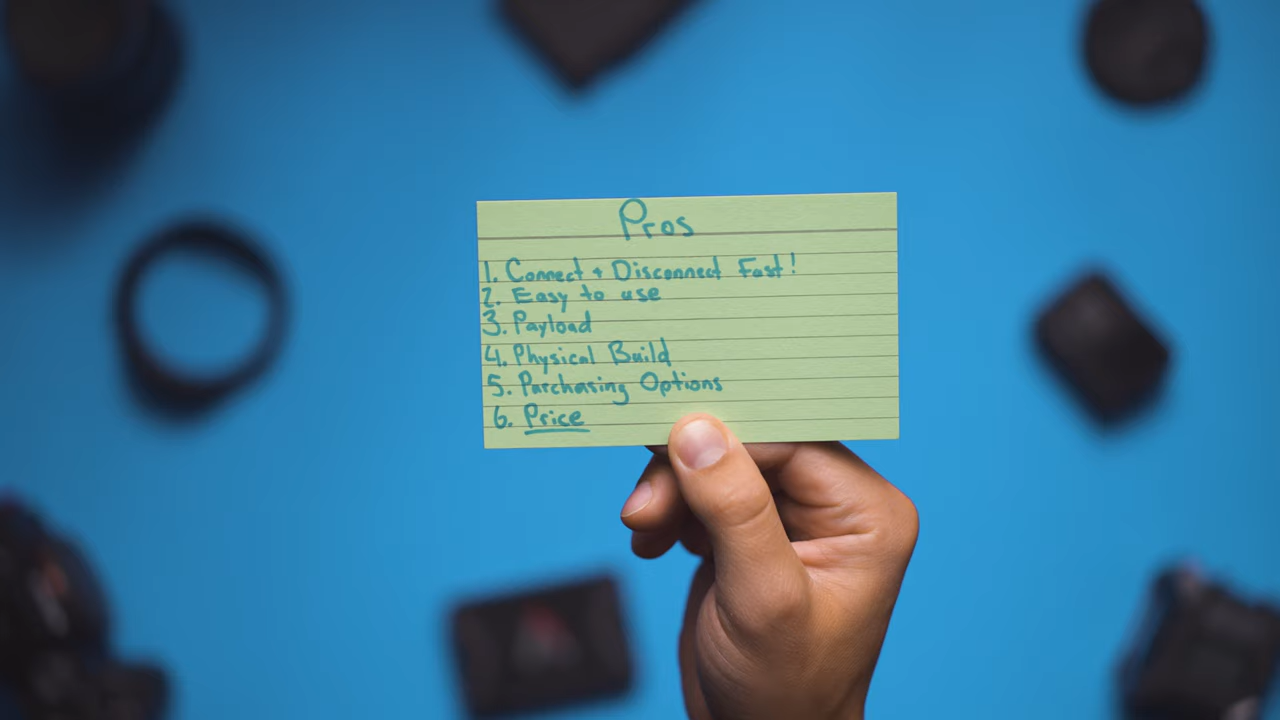 Pros
1. Connect + Disconnect Fast!
2. Easy to use
3. Payload
4. Physical Build
5. Purchasing Options
6. Price